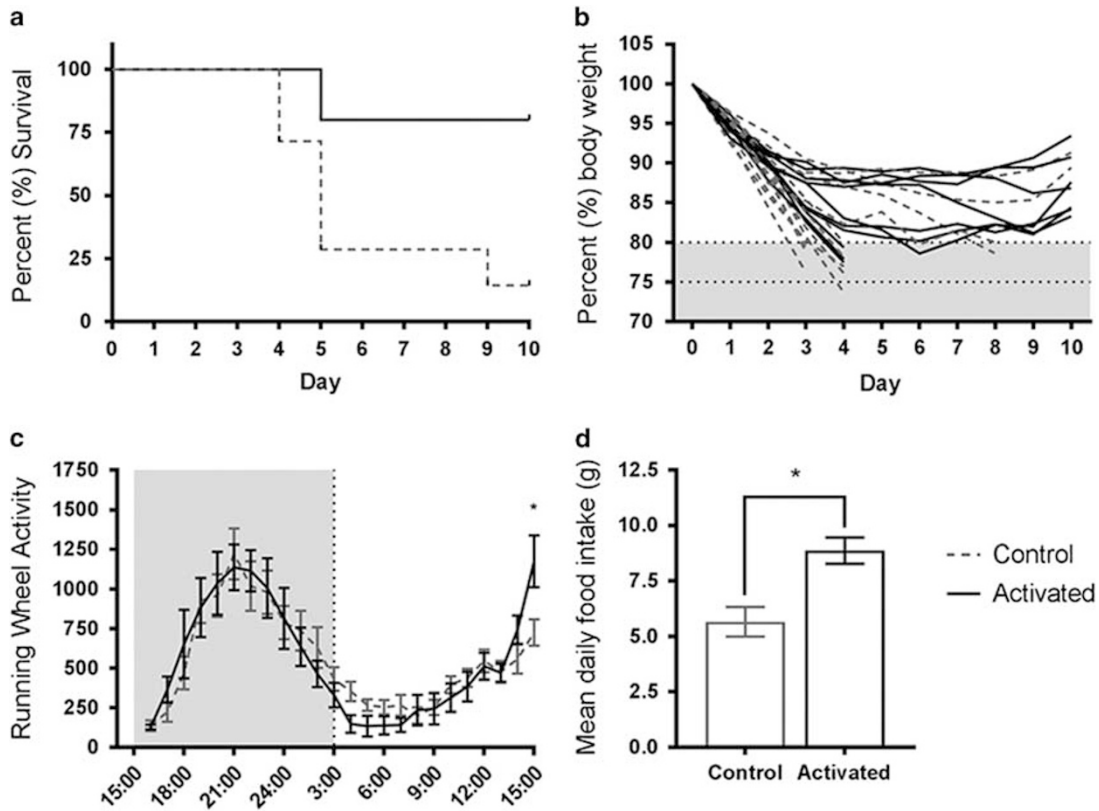 a
Percent (%) Survival
100
75
50
25
0
0 1 2 3 4 5 6 7 8 9 10
Day
b
Percent (%) body weight
105
100
95
90
85
80
75
70
0 1 2 3 4 5 6 7 8 9 10
Day
c
Running Wheel Activity
1750
1500
1250
1000
750
500
250
0
15:00 18:00 21:00 24:00 3:00 6:00 9:00 12:00 15:00
*
d
Mean daily food intake (g)
12.5
10.0
7.5
5.0
2.5
0.0
*
Control Activated
Control
Activated